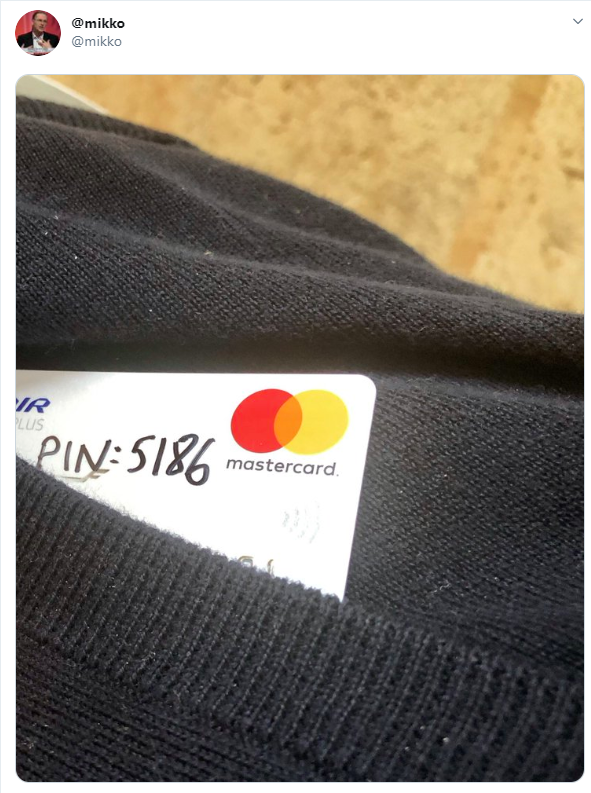 @mikko
@mikko
IR
PLUS
PIN: 5186
mastercard.